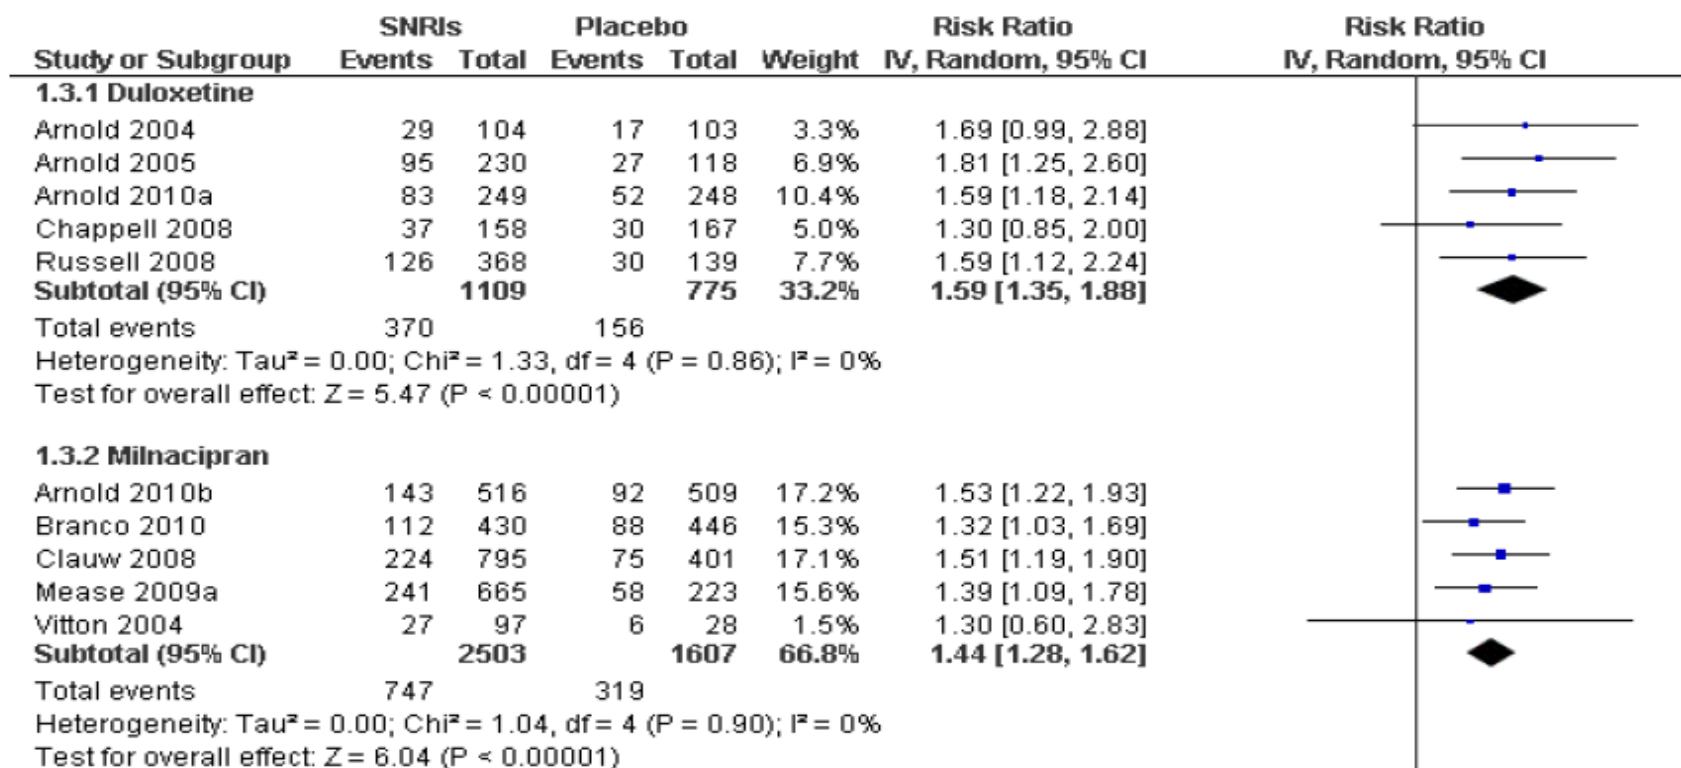 SNRIs Placebo Risk Ratio Risk Ratio
Study or Subgroup Events Total Events Total Weight IV, Random, 95% CI IV, Random, 95% CI
1.3.1 Duloxetine
Arnold 2004 29 104 17 103 3.3% 1.69 [0.99, 2.88]
Arnold 2005 95 230 27 118 6.9% 1.81 [1.25, 2.60]
Arnold 2010a 83 249 52 248 10.4% 1.59 [1.18, 2.14]
Chappell 2008 37 158 30 167 5.0% 1.30 [0.85, 2.00]
Russell 2008 126 368 30 139 7.7% 1.59 [1.12, 2.24]
Subtotal (95% CI) 1109 775 33.2% 1.59 [1.35, 1.88]
Total events 370 156
Heterogeneity: Tau² = 0.00; Chi² = 1.33, df = 4 (P = 0.86); I² = 0%
Test for overall effect: Z = 5.47 (P < 0.00001)
1.3.2 Milnacipran
Arnold 2010b 143 516 92 509 17.2% 1.53 [1.22, 1.93]
Branco 2010 112 430 88 446 15.3% 1.32 [1.03, 1.69]
Clauw 2008 224 795 75 401 17.1% 1.51 [1.19, 1.90]
Mease 2009a 241 665 58 223 15.6% 1.39 [1.09, 1.78]
Vitton 2004 27 97 6 28 1.5% 1.30 [0.60, 2.83]
Subtotal (95% CI) 2503 1607 66.8% 1.44 [1.28, 1.62]
Total events 747 319
Heterogeneity: Tau² = 0.00; Chi² = 1.04, df = 4 (P = 0.90); I² = 0%
Test for overall effect: Z = 6.04 (P < 0.00001)